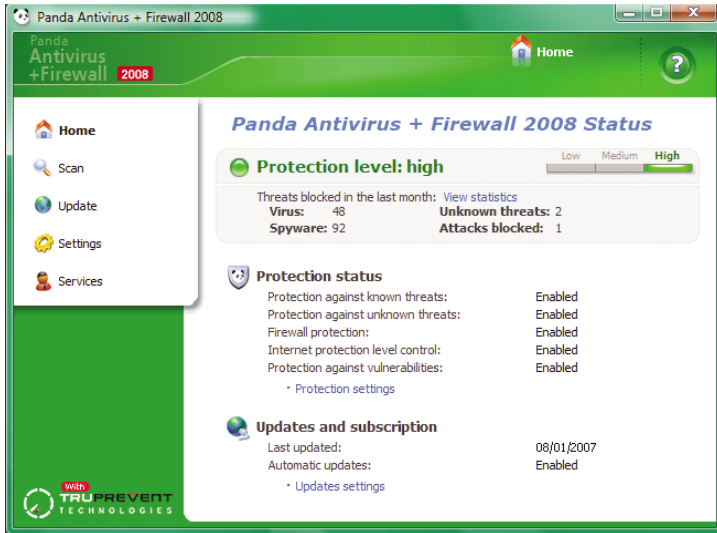 Panda Antivirus + Firewall 2008
Panda
Antivirus
+Firewall 2008
Home
?
Home
Scan
Update
Settings
Services
With
TRUPREVENT
TECHNOLOGIES
Panda Antivirus + Firewall 2008 Status
Protection level: high
Low Medium High
Threats blocked in the last month: View statistics
Virus: 48 Unknown threats: 2
Spyware: 92 Attacks blocked: 1
Protection status
Protection against known threats: Enabled
Protection against unknown threats: Enabled
Firewall protection: Enabled
Internet protection level control: Enabled
Protection against vulnerabilities: Enabled
· Protection settings
Updates and subscription
Last updated: 08/01/2007
Automatic updates: Enabled
· Updates settings